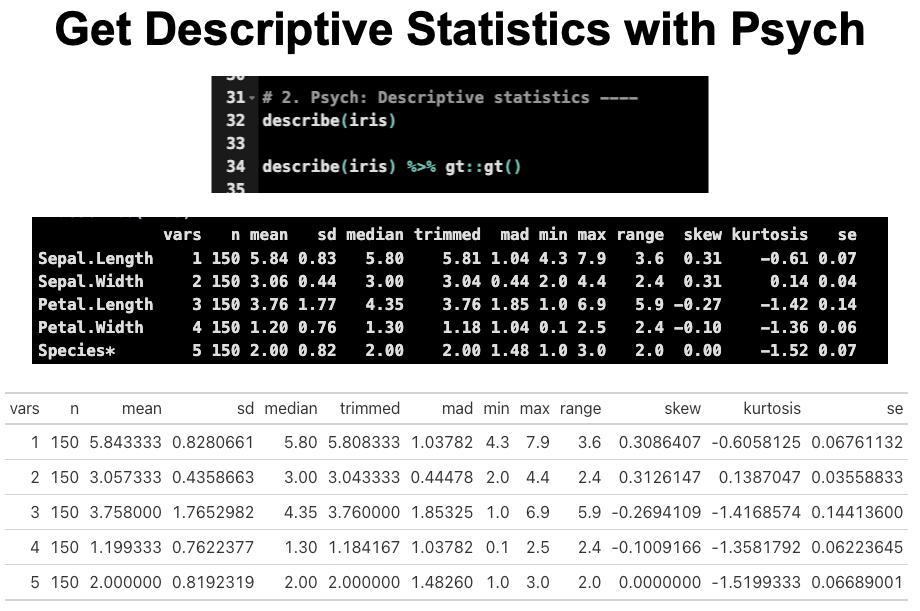 Get Descriptive Statistics with Psych
30
31 # 2. Psych: Descriptive statistics ----
32 describe(iris)
33
34 describe(iris) %>% gt::gt()
35
vars n mean sd median trimmed mad min max range skew kurtosis se
Sepal.Length 1 150 5.84 0.83 5.80 5.81 1.04 4.3 7.9 3.6 0.31 -0.61 0.07
Sepal.Width 2 150 3.06 0.44 3.00 3.04 0.44 2.0 4.4 2.4 0.31 0.14 0.04
Petal.Length 3 150 3.76 1.77 4.35 3.76 1.85 1.0 6.9 5.9 -0.27 -1.42 0.14
Petal.Width 4 150 1.20 0.76 1.30 1.18 1.04 0.1 2.5 2.4 -0.10 -1.36 0.06
Species* 5 150 2.00 0.82 2.00 2.00 1.48 1.0 3.0 2.0 0.00 -1.52 0.07
vars n mean sd median trimmed mad min max range skew kurtosis se
1 150 5.843333 0.8280661 5.80 5.808333 1.03782 4.3 7.9 3.6 0.3086407 -0.6058125 0.06761132
2 150 3.057333 0.4358663 3.00 3.043333 0.44478 2.0 4.4 2.4 0.3126147 0.1387047 0.03558833
3 150 3.758000 1.7652982 4.35 3.760000 1.85325 1.0 6.9 5.9 -0.2694109 -1.4168574 0.14413600
4 150 1.199333 0.7622377 1.30 1.184167 1.03782 0.1 2.5 2.4 -0.1009166 -1.3581792 0.06223645
5 150 2.000000 0.8192319 2.00 2.000000 1.48260 1.0 3.0 2.0 0.0000000 -1.5199333 0.06689001